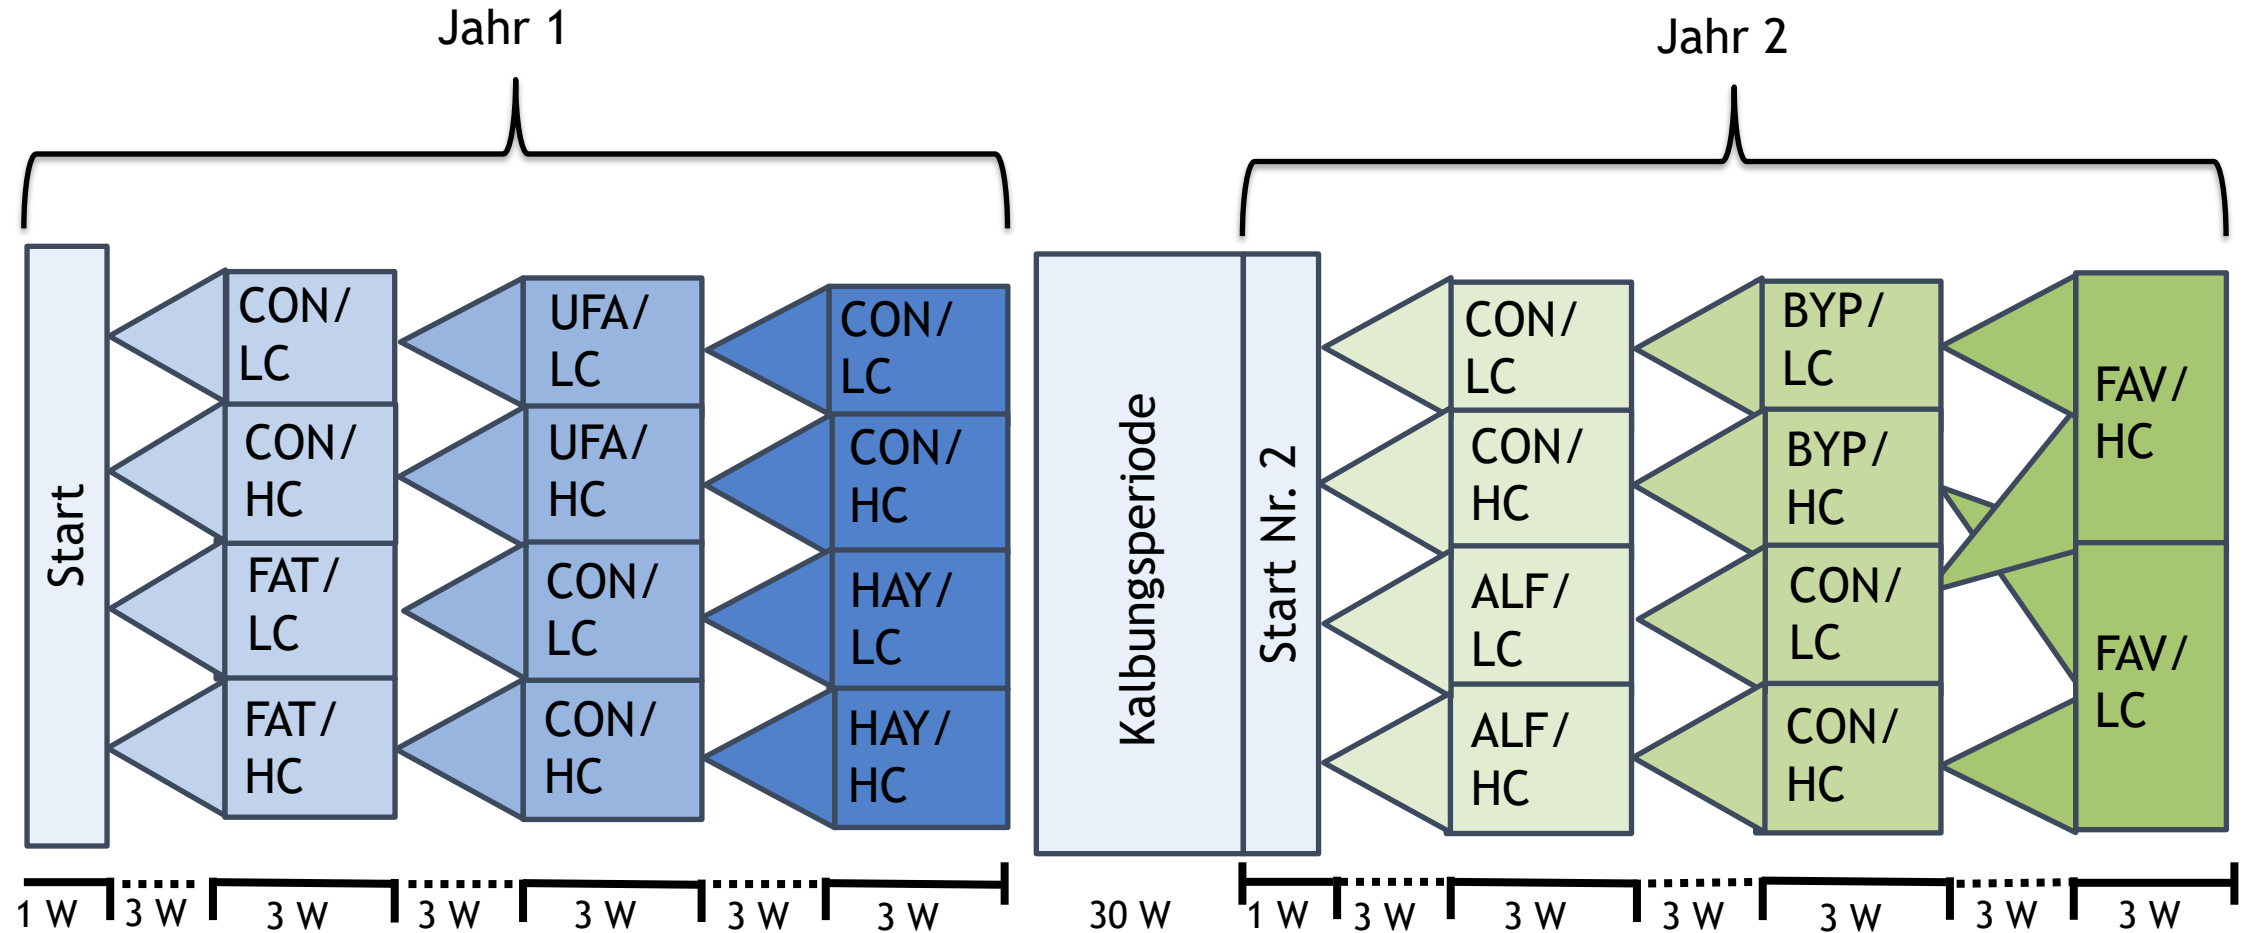 Jahr 1
Jahr 2
Start
CON/
LC
CON/
HC
FAT/
LC
FAT/
HC
UFA/
LC
UFA/
HC
CON/
LC
CON/
HC
CON/
LC
CON/
HC
HAY/
LC
HAY/
HC
Kalbungsperiode
Start Nr. 2
CON/
LC
CON/
HC
ALF/
LC
ALF/
HC
BYP/
LC
BYP/
HC
CON/
LC
CON/
HC
FAV/
HC
FAV/
LC
1 W
3 W
3 W
3 W
3 W
3 W
3 W
30 W
1 W
3 W
3 W
3 W
3 W
3 W
3 W